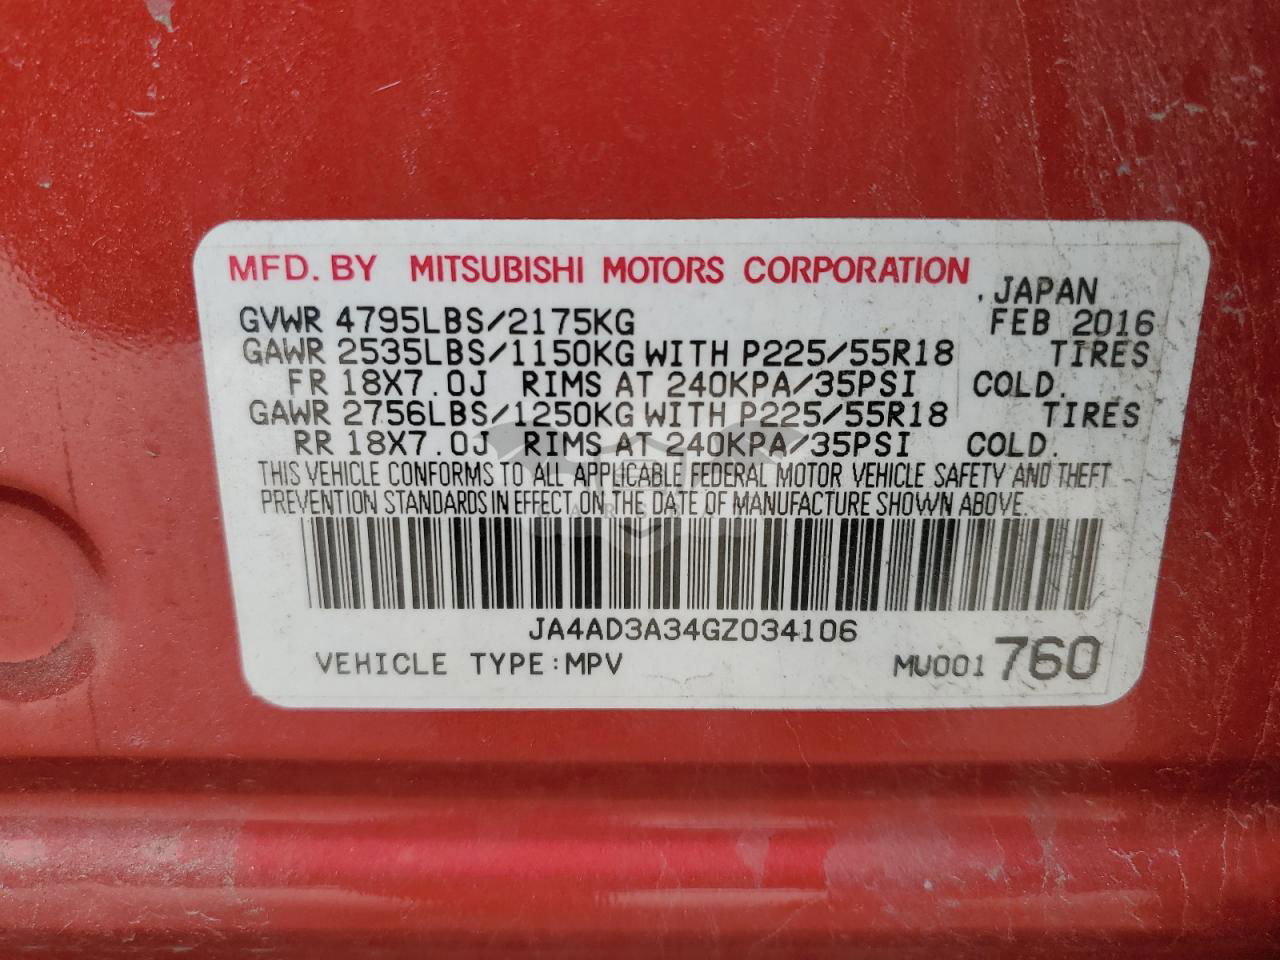 MFD. BY MITSUBISHI MOTORS CORPORATION
JAPAN
GVWR 4795LBS/2175KG FEB 2016
GAWR 2535LBS/1150KG WITH P225/55R18 TIRES
FR 18X7.0J RIMS AT 240KPA/35PSI COLD.
GAWR 2756LBS/1250KG WITH P225/55R18 TIRES
RR 18X7.0J RIMS AT 240KPA/35PSI COLD.
THIS VEHICLE CONFORMS TO ALL APPLICABLE FEDERAL MOTOR VEHICLE SAFETY AND THEFT
PREVENTION STANDARDS IN EFFECT ON THE DATE OF MANUFACTURE SHOWN ABOVE.
JA4AD3A34GZ034106
VEHICLE TYPE:MPV MU001 760